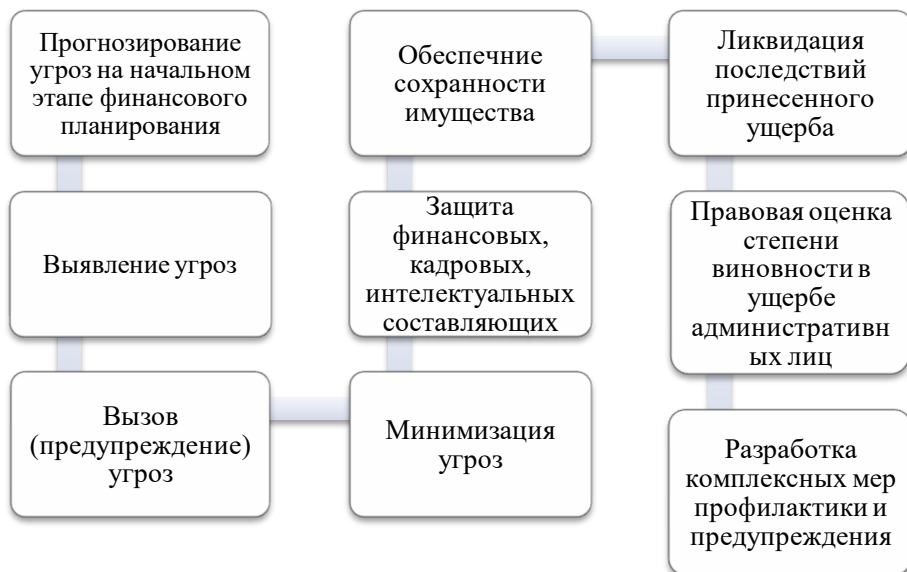 Прогнозирование
угроз на начальном
этапе финансового
планирования
Выявление угроз
Вызов
(предупреждение)
угроз
Минимизация
угроз
Защита
финансовых,
кадровых,
интелектуальных
составляющих
Обеспечние
сохранности
имущества
Ликвидация
последствий
принесенного
ущерба
Правовая оценка
степени
виновности в
ущербе
административн
ых лиц
Разработка
комплексных мер
профилактики и
предупреждения